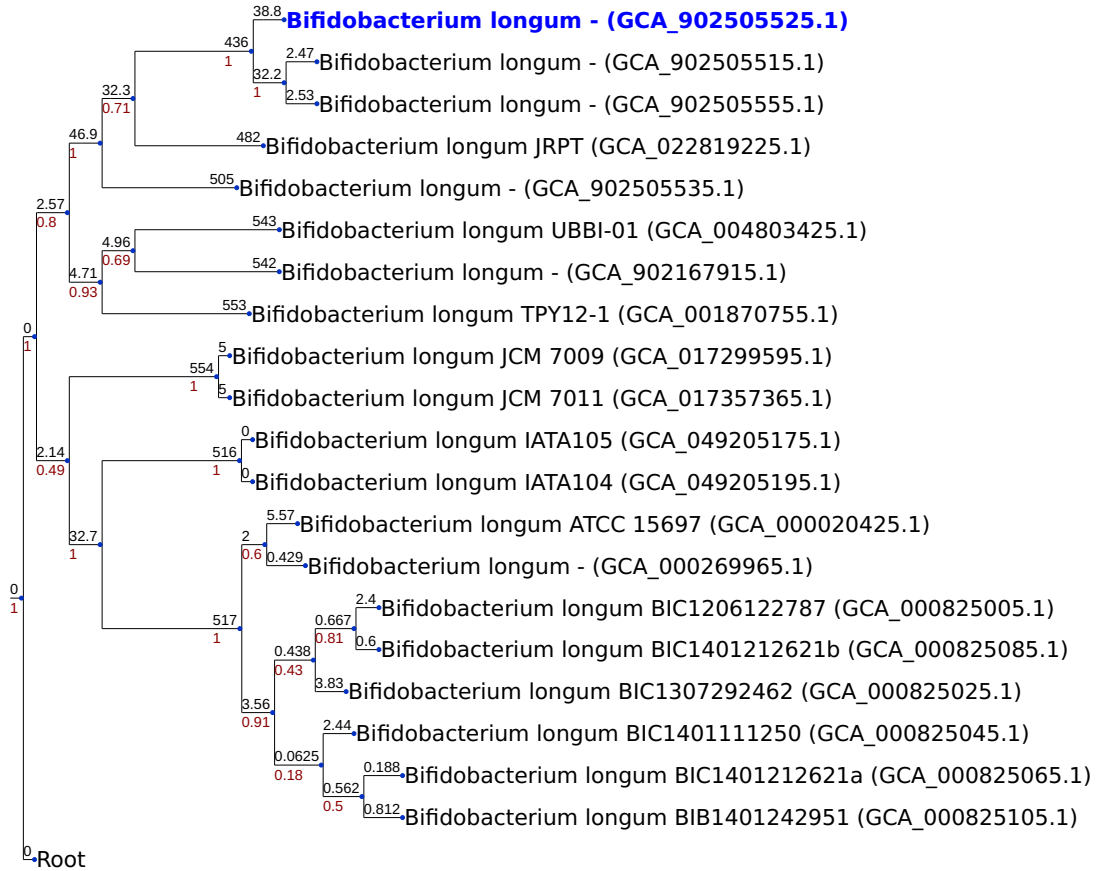 38.8
Bifidobacterium longum - (GCA_902505525.1)
436
1
2.47
Bifidobacterium longum - (GCA_902505515.1)
32.2
1
2.53
Bifidobacterium longum - (GCA_902505555.1)
32.3
0.71
482
Bifidobacterium longum JRPT (GCA_022819225.1)
46.9
1
505
Bifidobacterium longum - (GCA_902505535.1)
2.57
0.8
543
Bifidobacterium longum UBBI-01 (GCA_004803425.1)
4.96
0.69
542
Bifidobacterium longum - (GCA_902167915.1)
4.71
0.93
553
Bifidobacterium longum TPY12-1 (GCA_001870755.1)
0
1
5
Bifidobacterium longum JCM 7009 (GCA_017299595.1)
554
1
5
Bifidobacterium longum JCM 7011 (GCA_017357365.1)
0
Bifidobacterium longum IATA105 (GCA_049205175.1)
2.14
0.49
516
1
0
Bifidobacterium longum IATA104 (GCA_049205195.1)
5.57
Bifidobacterium longum ATCC 15697 (GCA_000020425.1)
32.7
1
2
0.6
0.429
Bifidobacterium longum - (GCA_000269965.1)
0
1
2.4
Bifidobacterium longum BIC1206122787 (GCA_000825005.1)
517
1
0.667
0.81
0.6
Bifidobacterium longum BIC1401212621b (GCA_000825085.1)
0.438
0.43
3.83
Bifidobacterium longum BIC1307292462 (GCA_000825025.1)
3.56
0.91
2.44
Bifidobacterium longum BIC1401111250 (GCA_000825045.1)
0.0625
0.18
0.188
Bifidobacterium longum BIC1401212621a (GCA_000825065.1)
0.562
0.5
0.812
Bifidobacterium longum BIB1401242951 (GCA_000825105.1)
0
Root